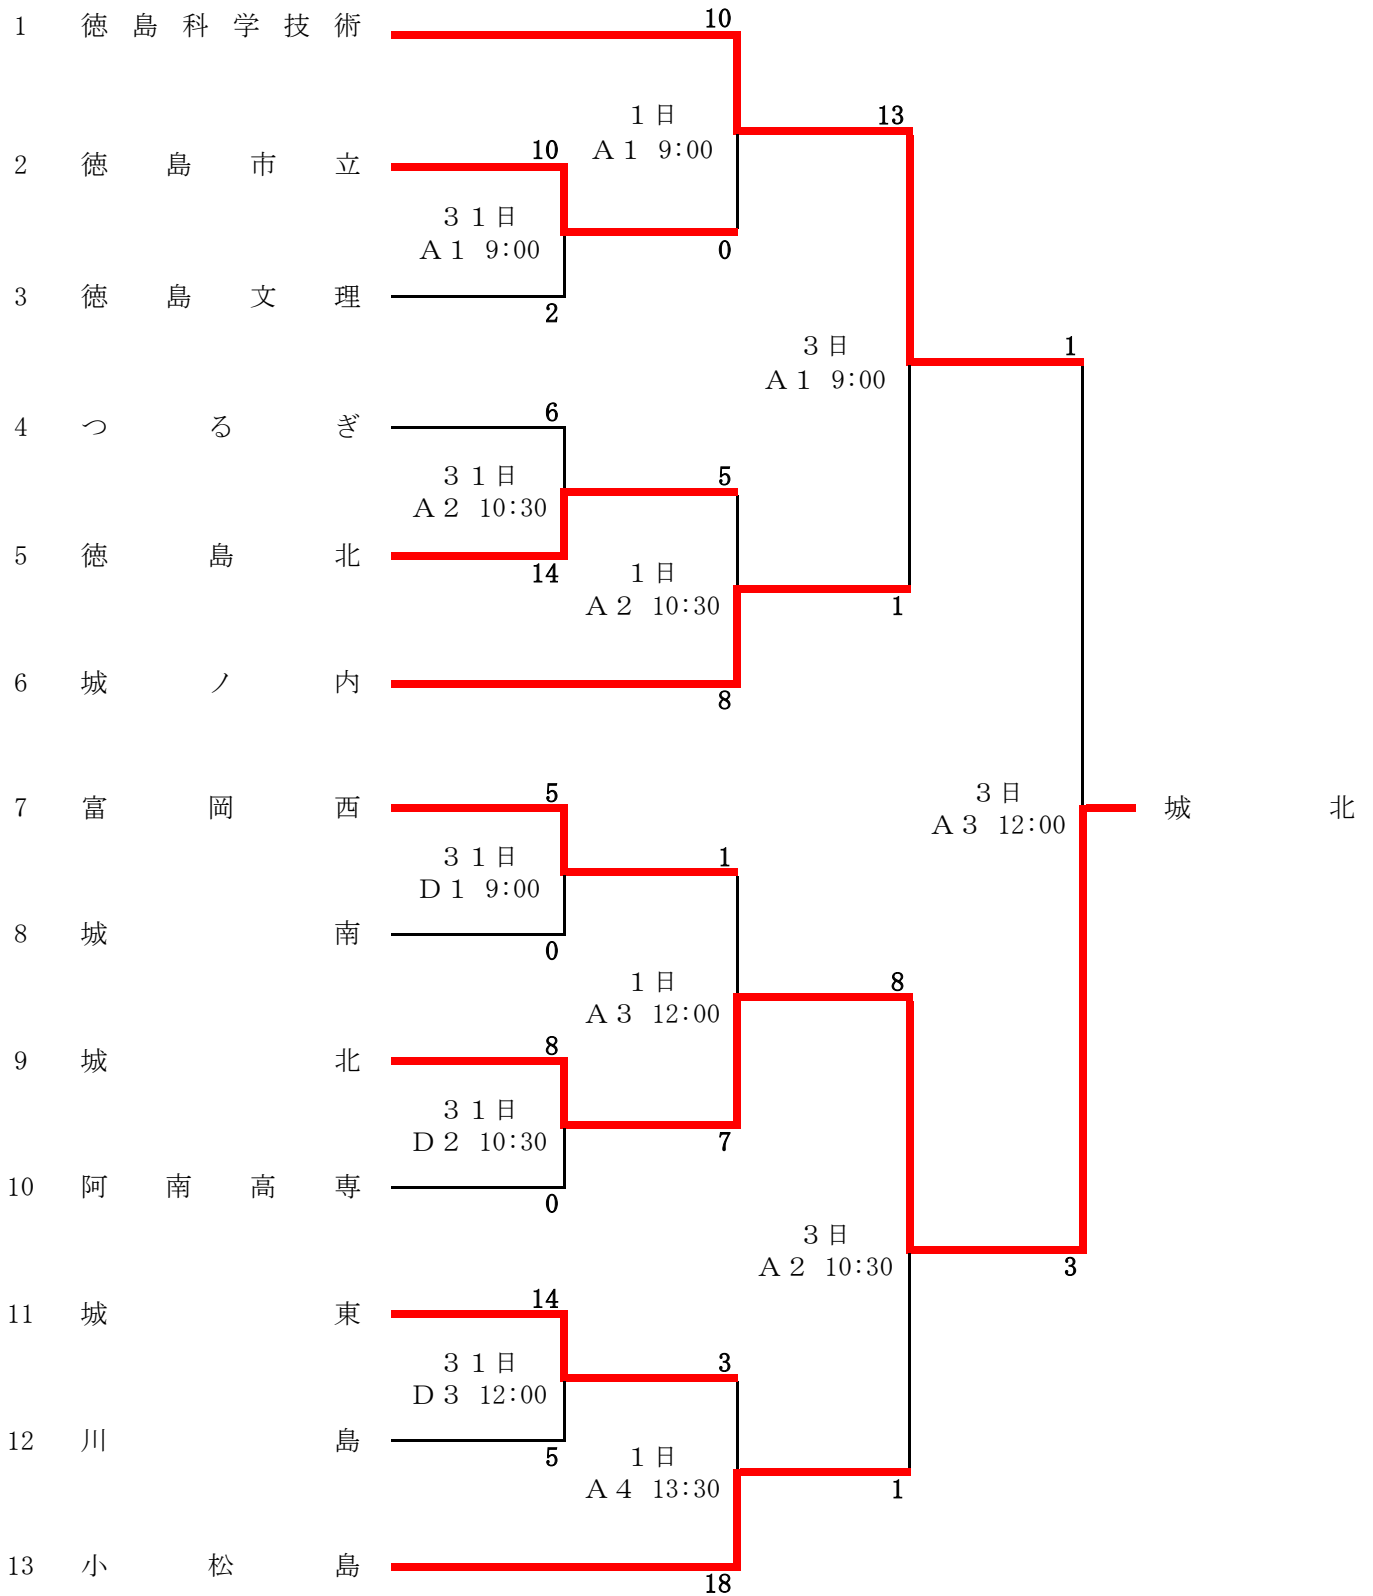 1 徳島科学技術 10
1日 13
A1 9:00
2 徳島市立 10
31日
A1 9:00 0
3 徳島文理 2
3日 1
A1 9:00
4 つるぎ 6
31日 5
A2 10:30
5 徳島北 14
1日
A2 10:30 1
6 城ノ内 8
7 富岡西 5
3日
A3 12:00
城北
31日 1
D1 9:00
8 城南 0
1日 8
A3 12:00
9 城北 8
31日
D2 10:30 7
10 阿南高専 0
3日
A2 10:30 3
11 城東 14
31日 3
D3 12:00
12 川島 5
1日
A4 13:30 1
13 小松島 18